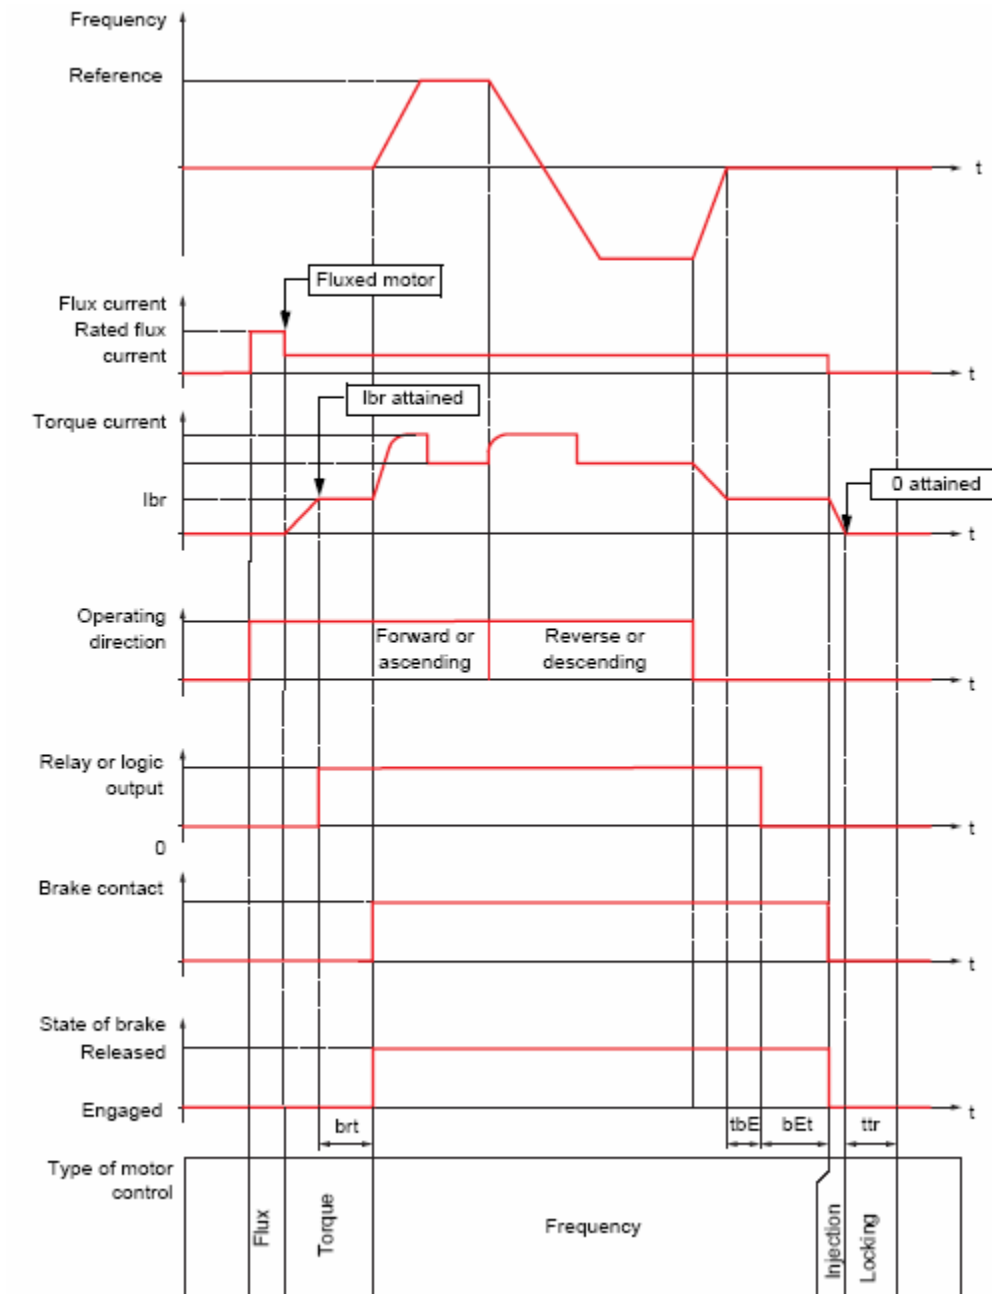 Frequency
Reference
t
Fluxed motor
Flux current
Rated flux
current
t
Ibr attained
Torque current
Ibr
0 attained
t
Operating
direction
Forward or
ascending
Reverse or
descending
t
Relay or logic
output
0
t
Brake contact
t
State of brake
Released
Engaged
t
brt
tbE
bEt
ttr
Type of motor
control
Flux
Torque
Frequency
Injection
Locking